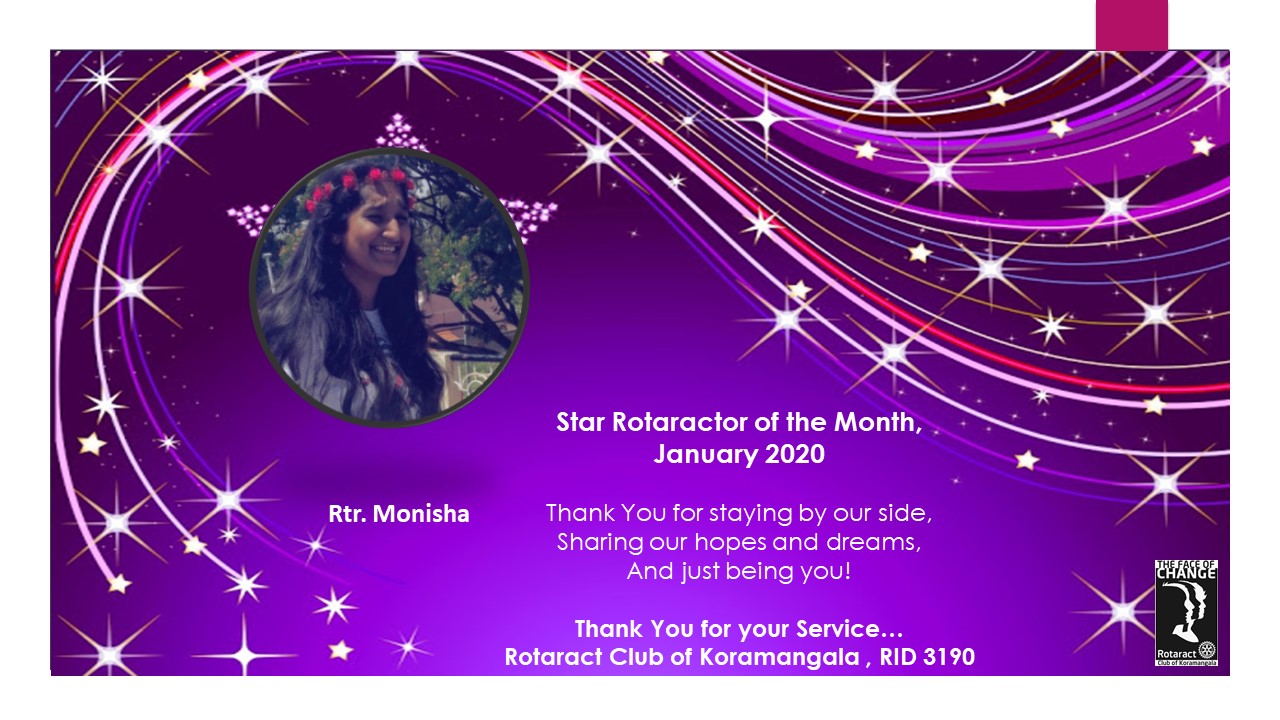 Star Rotaractor of the Month,
January 2020
Rtr. Monisha
Thank You for staying by our side,
Sharing our hopes and dreams,
And just being you!
Thank You for your Service...
Rotaract Club of Koramangala , RID 3190
THE FACE OF
CHANGE
Rotaract
Club of Koramangala